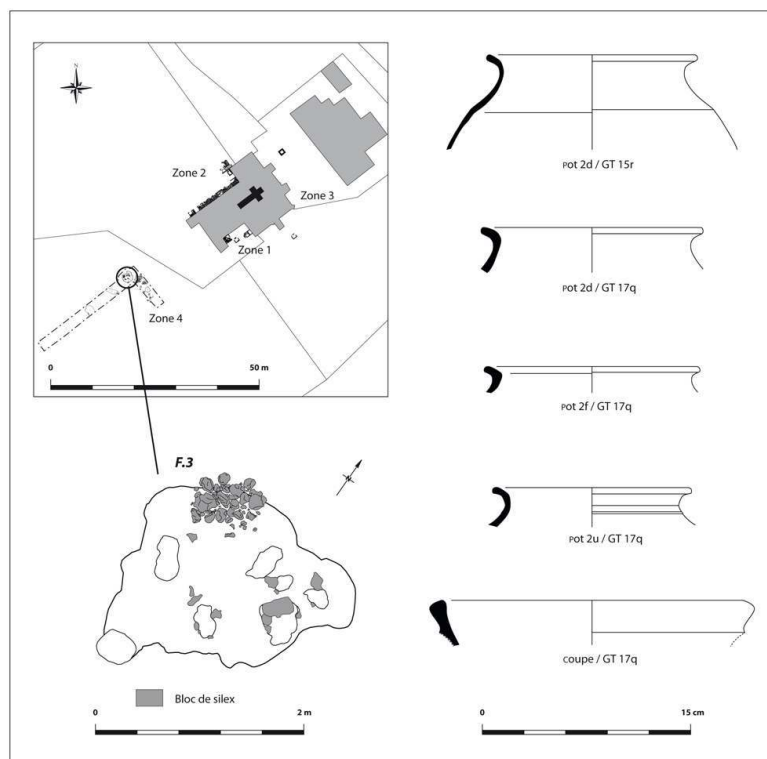 N
Zone 2
Zone 3
Zone 1
Zone 4
0 50 m
F.3
N
Bloc de silex
0 2 m
pot 2d / GT 15r
pot 2d / GT 17q
pot 2f / GT 17q
pot 2u / GT 17q
coupe / GT 17q
0 15 cm